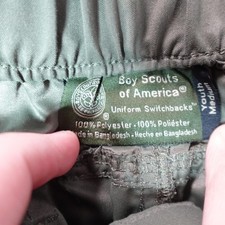 Boy Scouts
of America®
Uniform Switchbacks™
100% Polyester • 100% Poliéster
Made in Bangladesh • Hecho en Bangladesh
Youth
Medium